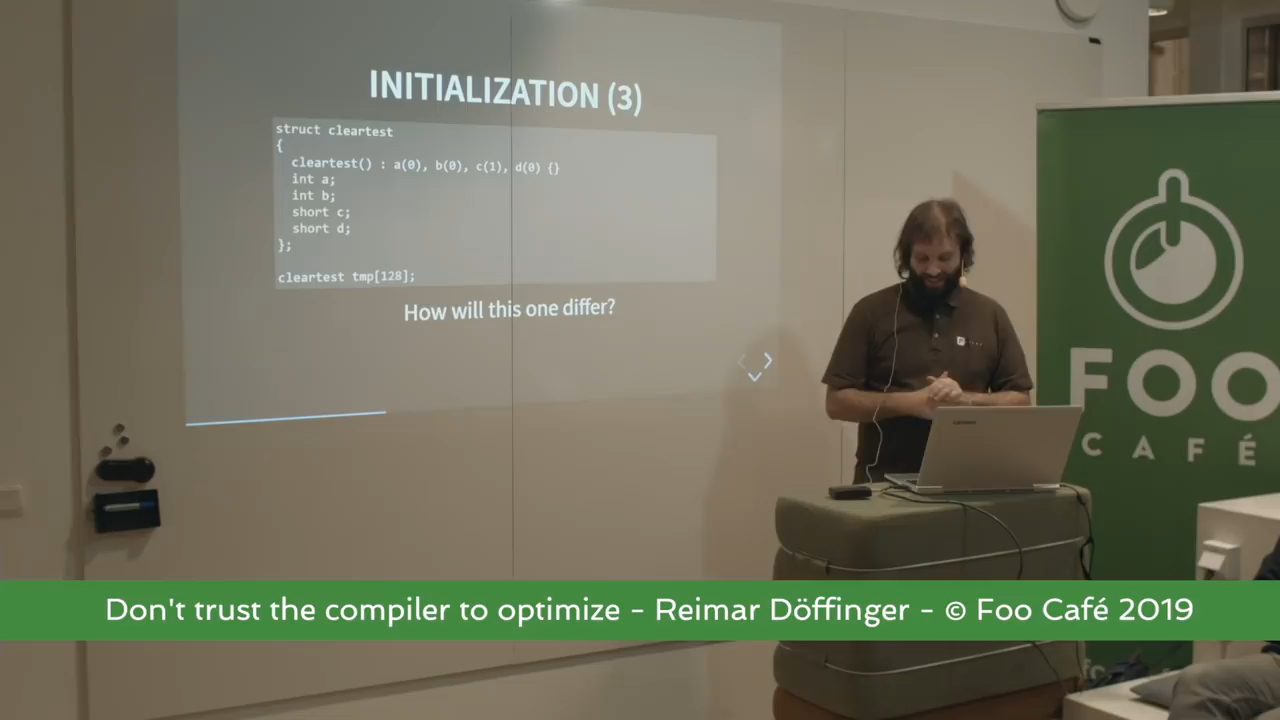 INITIALIZATION (3)
struct cleartest
{
cleartest() : a(0), b(0), c(1), d(0) {}
int a;
int b;
short c;
short d;
};
cleartest tmp[128];
How will this one differ?
FOO
CAFÉ
Don't trust the compiler to optimize - Reimar Döffinger - © Foo Café 2019